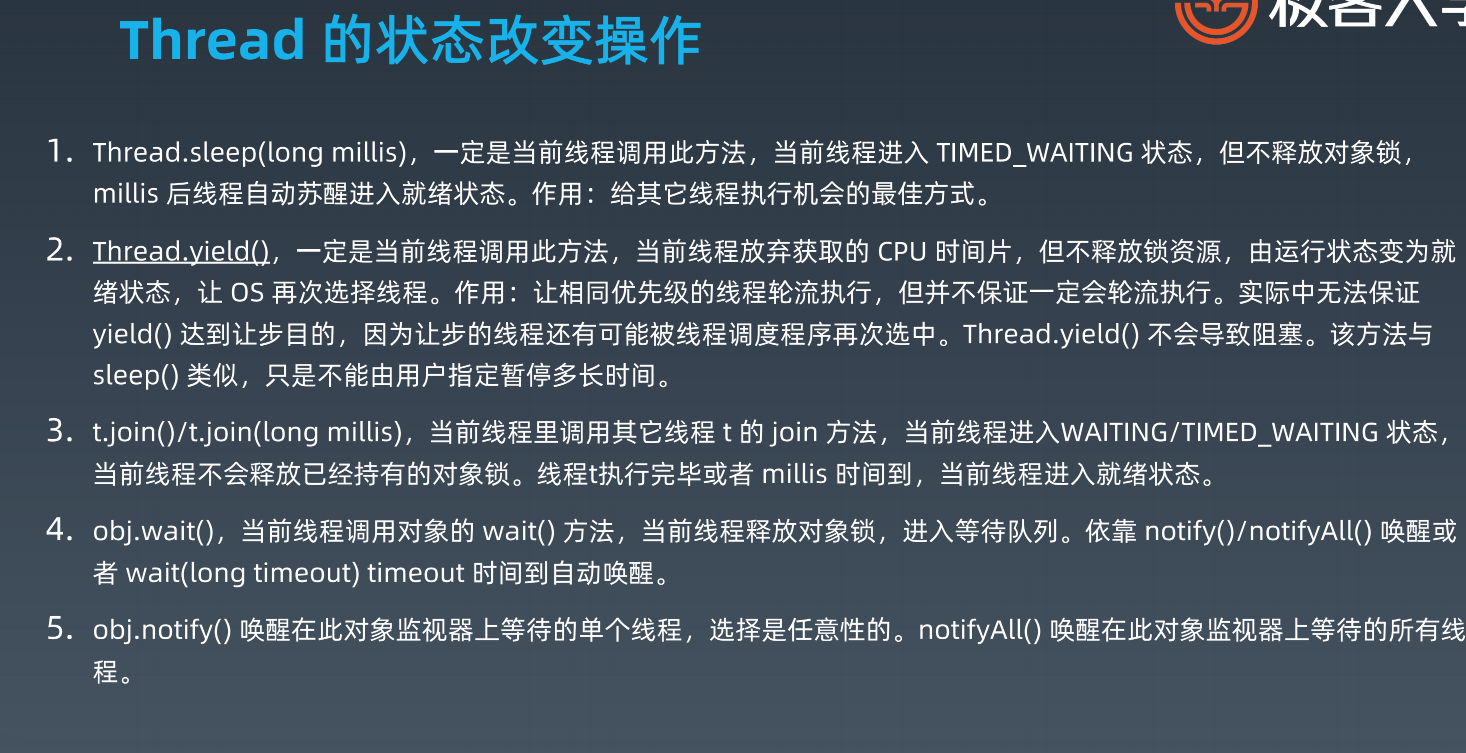 Thread 的状态改变操作
极客大学
1. Thread.sleep(long millis)，一定是当前线程调用此方法，当前线程进入 TIMED_WAITING 状态，但不释放对象锁，
millis 后线程自动苏醒进入就绪状态。作用：给其它线程执行机会的最佳方式。
2. Thread.yield()，一定是当前线程调用此方法，当前线程放弃获取的 CPU 时间片，但不释放锁资源，由运行状态变为就
绪状态，让 OS 再次选择线程。作用：让相同优先级的线程轮流执行，但并不保证一定会轮流执行。实际中无法保证
yield() 达到让步目的，因为让步的线程还有可能被线程调度程序再次选中。Thread.yield() 不会导致阻塞。该方法与
sleep() 类似，只是不能由用户指定暂停多长时间。
3. t.join()/t.join(long millis)，当前线程里调用其它线程 t 的 join 方法，当前线程进入WAITING/TIMED_WAITING 状态，
当前线程不会释放已经持有的对象锁。线程t执行完毕或者 millis 时间到，当前线程进入就绪状态。
4. obj.wait()，当前线程调用对象的 wait() 方法，当前线程释放对象锁，进入等待队列。依靠 notify()/notifyAll() 唤醒或
者 wait(long timeout) timeout 时间到自动唤醒。
5. obj.notify() 唤醒在此对象监视器上等待的单个线程，选择是任意性的。notifyAll() 唤醒在此对象监视器上等待的所有线
程。